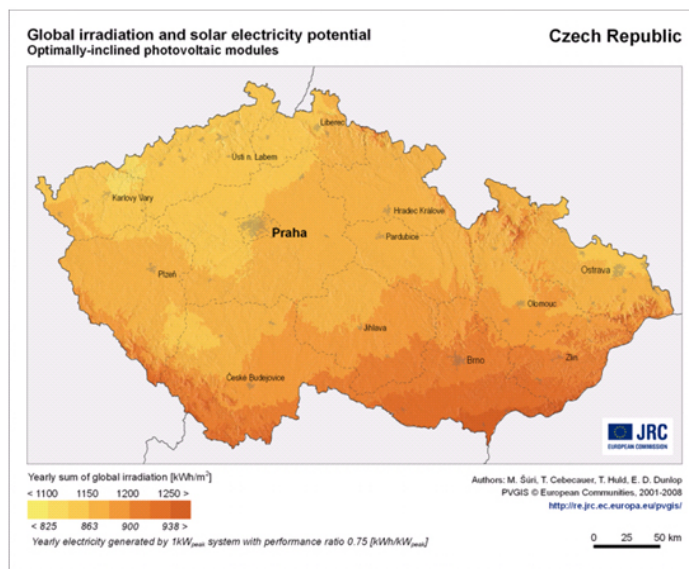 Global irradiation and solar electricity potential
Optimally-inclined photovoltaic modules
Czech Republic
Liberec
Usti n. Labem
Karlovy Vary
Hradec Kralove
Praha
Pardubice
Plzeň
Ostrava
Olomouc
Jihlava
Brno
Zlin
České Budejovice
JRC
EUROPEAN COMMISSION
Yearly sum of global irradiation [kWh/m²]
< 1100 1150 1200 1250 >
< 825 863 900 938 >
Yearly electricity generated by 1kWpeak system with performance ratio 0.75 [kWh/kWpeak]
Authors: M. Šúri, T. Cebecauer, T. Huld, E. D. Dunlop
PVGIS © European Communities, 2001-2008
http://re.jrc.ec.europa.eu/pvgis/
0 25 50 km